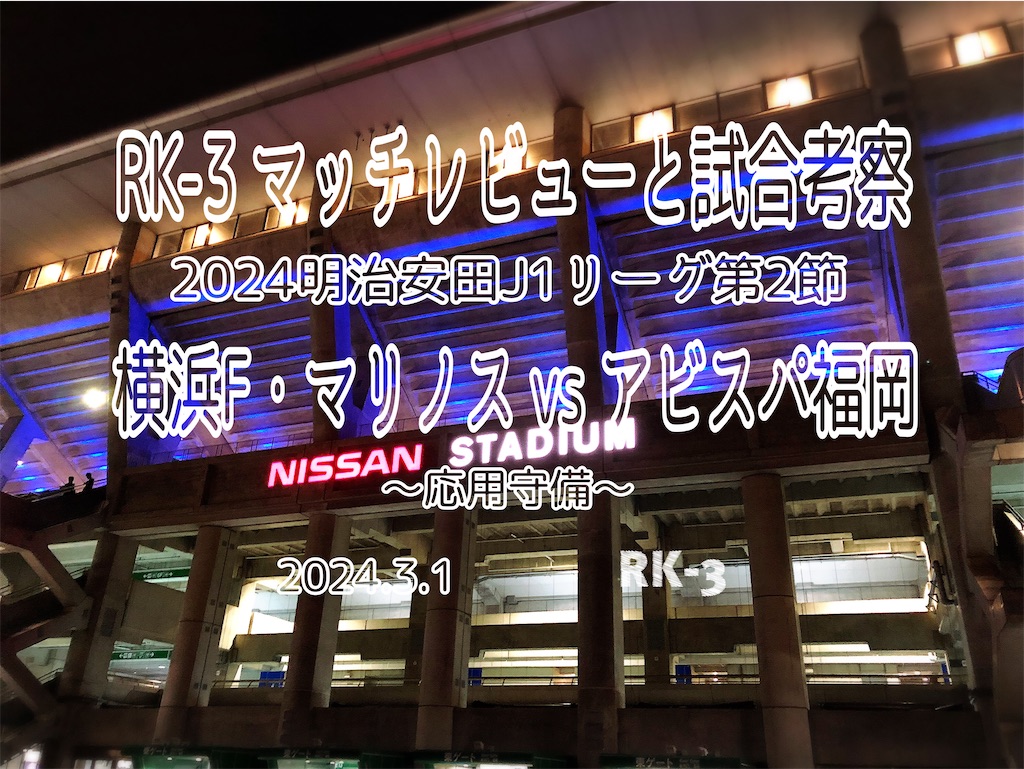 RK-3 マッチレビューと試合考察
2024明治安田J1リーグ第2節
横浜F・マリノス vs アビスパ福岡
NISSAN STADIUM
〜応用守備〜
2024.3.1 RK-3